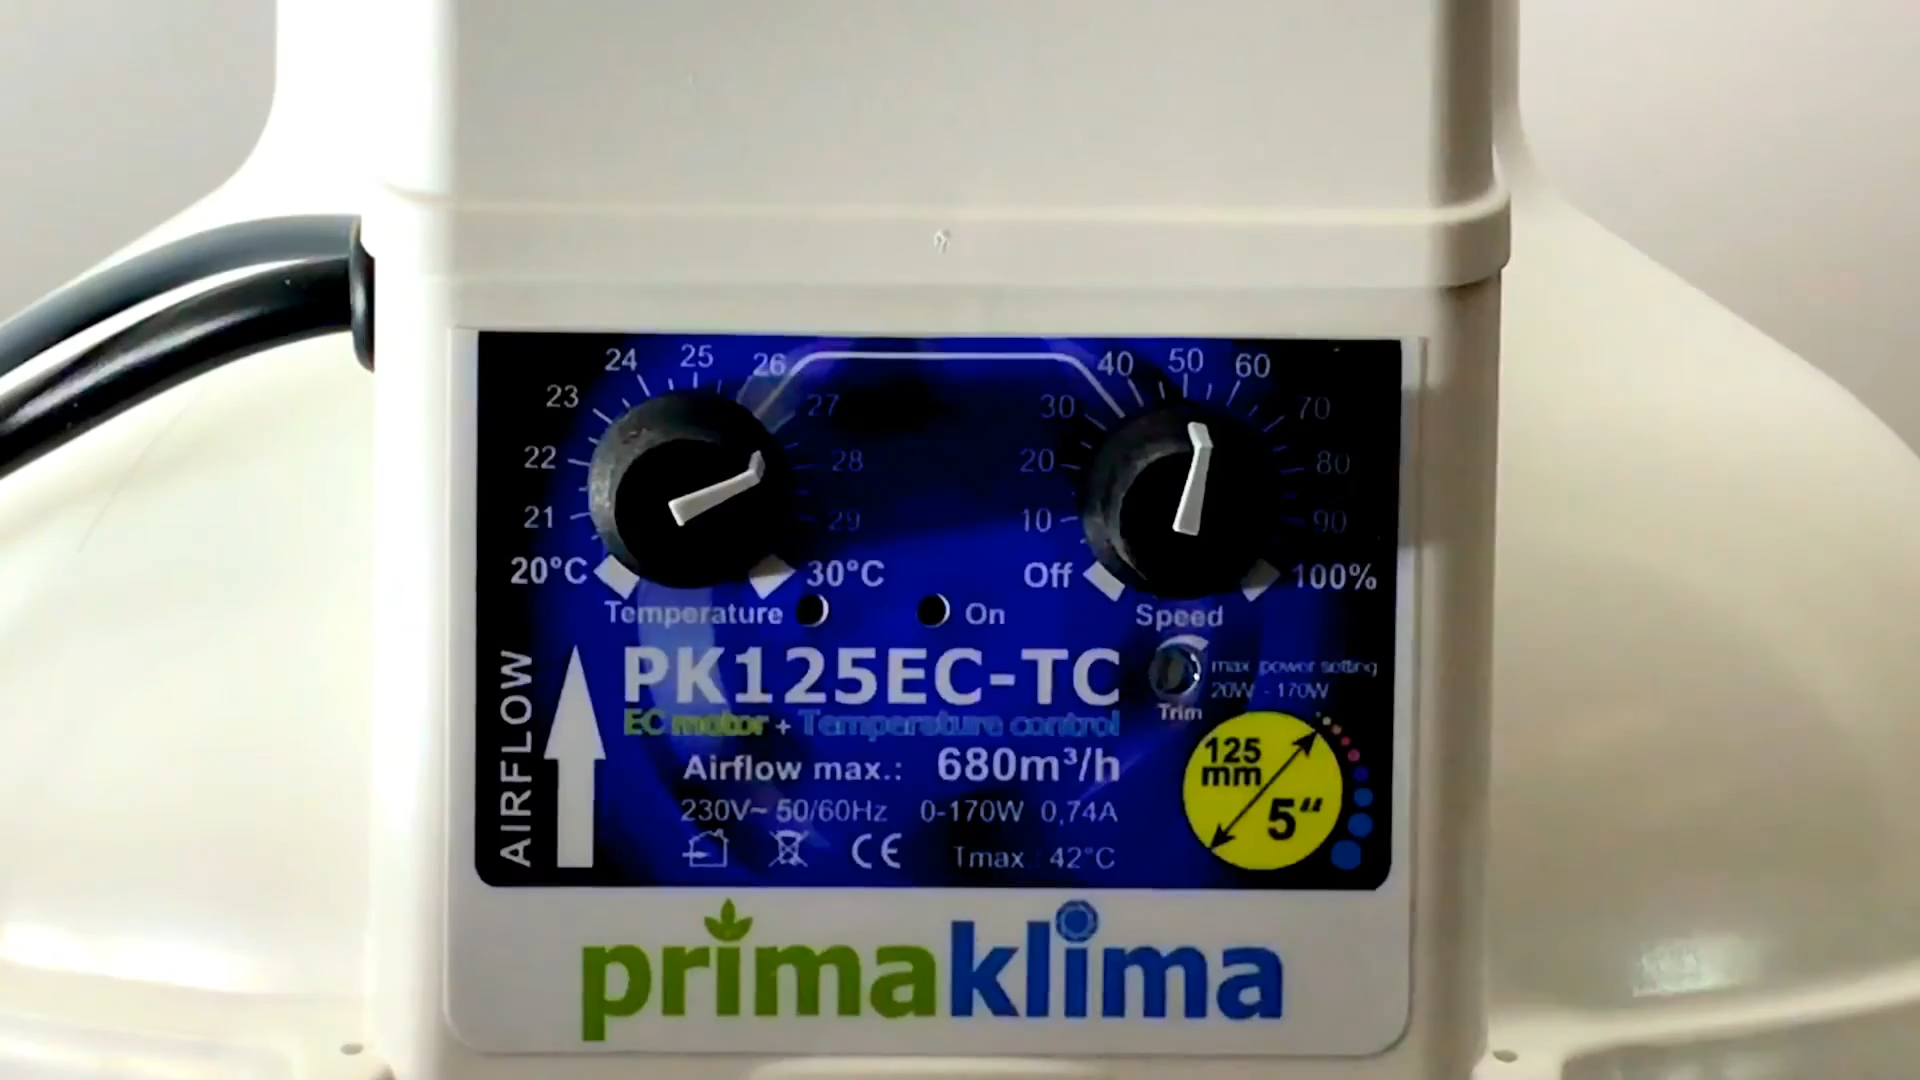 20°C 21 22 23 24 25 26 27 28 29 30°C
Temperature
On
Off 10 20 30 40 50 60 70 80 90 100%
Speed
AIRFLOW
PK125EC-TC
EC motor + Temperature control
Airflow max.: 680m³/h
230V~ 50/60Hz 0-170W 0,74A
CE Tmax : 42°C
max power setting
20W - 170W
Trim
125
mm
5“
primaklima